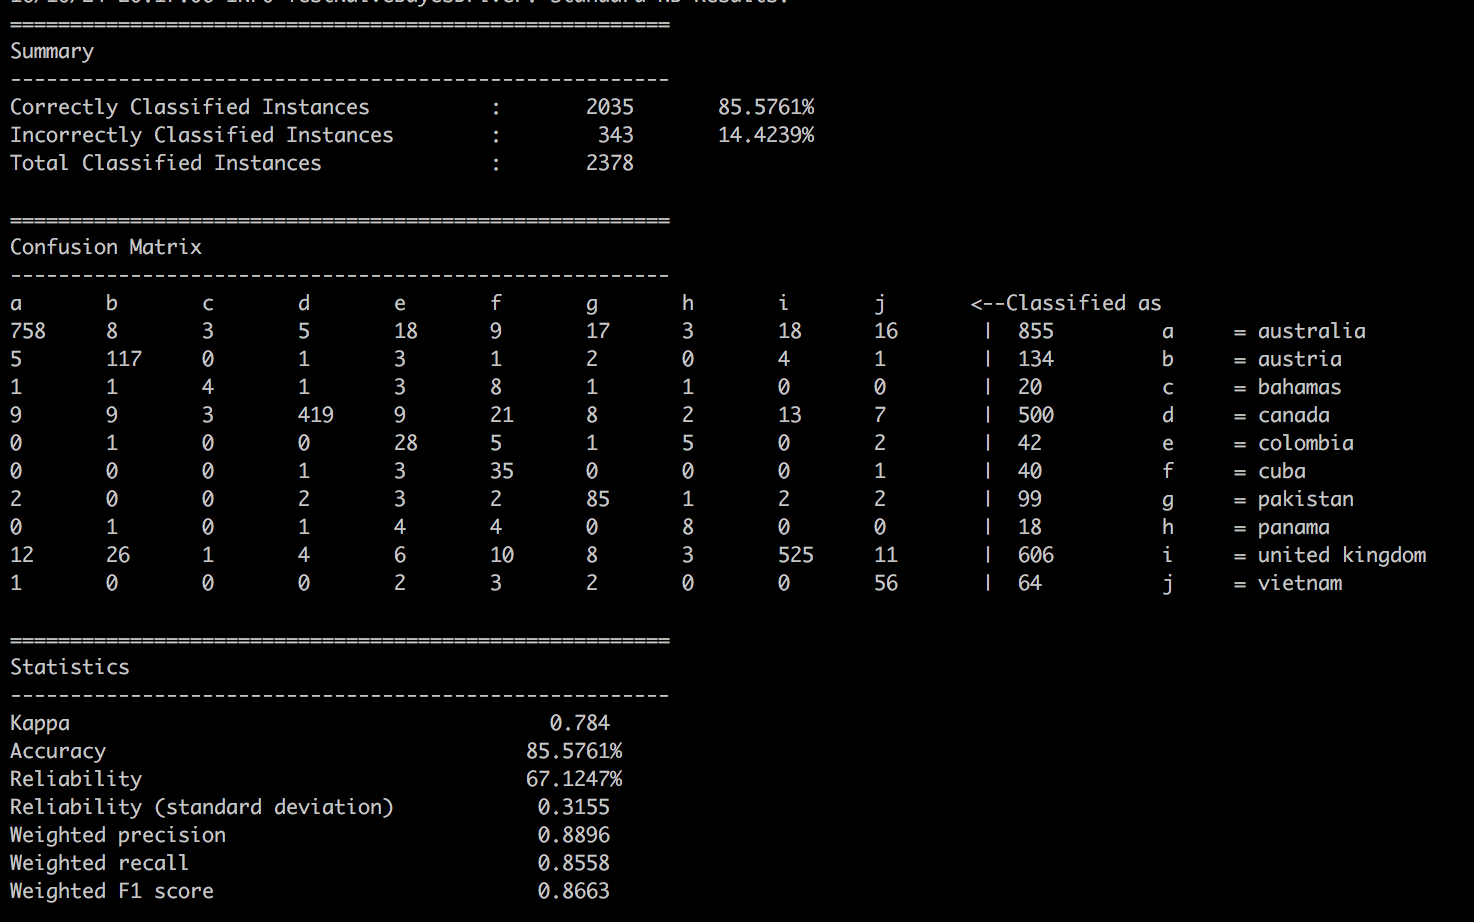 =======================================================
Summary
-------------------------------------------------------
Correctly Classified Instances          :       2035       85.5761%
Incorrectly Classified Instances        :        343       14.4239%
Total Classified Instances              :       2378
=======================================================
Confusion Matrix
-------------------------------------------------------
a       b       c       d       e       f       g       h       i       j       <--Classified as
758     8       3       5       18      9       17      3       18      16       |  855         a     = australia
5       117     0       1       3       1       2       0       4       1        |  134         b     = austria
1       1       4       1       3       8       1       1       0       0        |  20          c     = bahamas
9       9       3       419     9       21      8       2       13      7        |  500         d     = canada
0       1       0       0       28      5       1       5       0       2        |  42          e     = colombia
0       0       0       1       3       35      0       0       0       1        |  40          f     = cuba
2       0       0       2       3       2       85      1       2       2        |  99          g     = pakistan
0       1       0       1       4       4       0       8       0       0        |  18          h     = panama
12      26      1       4       6       10      8       3       525     11       |  606         i     = united kingdom
1       0       0       0       2       3       2       0       0       56       |  64          j     = vietnam
=======================================================
Statistics
-------------------------------------------------------
Kappa                                        0.784
Accuracy                                   85.5761%
Reliability                                67.1247%
Reliability (standard deviation)            0.3155
Weighted precision                          0.8896
Weighted recall                             0.8558
Weighted F1 score                           0.8663